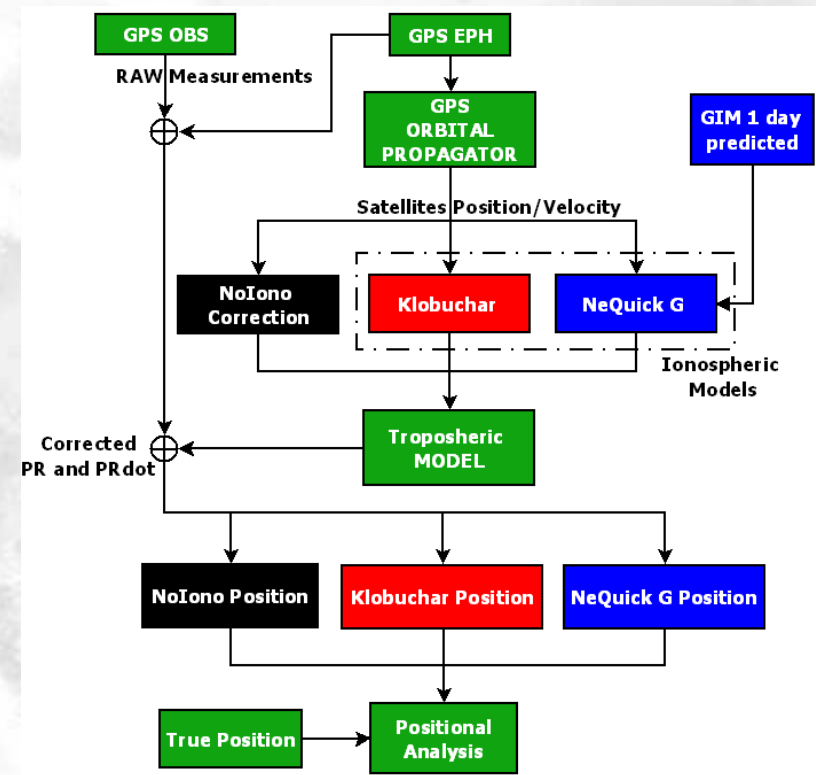 GPS OBS
GPS EPH
RAW Measurements
GPS
ORBITAL
PROPAGATOR
GIM 1 day
predicted
Satellites Position/Velocity
NoIono
Correction
Klobuchar
NeQuick G
Ionospheric
Models
Troposheric
MODEL
Corrected
PR and PRdot
NoIono Position
Klobuchar Position
NeQuick G Position
True Position
Positional
Analysis